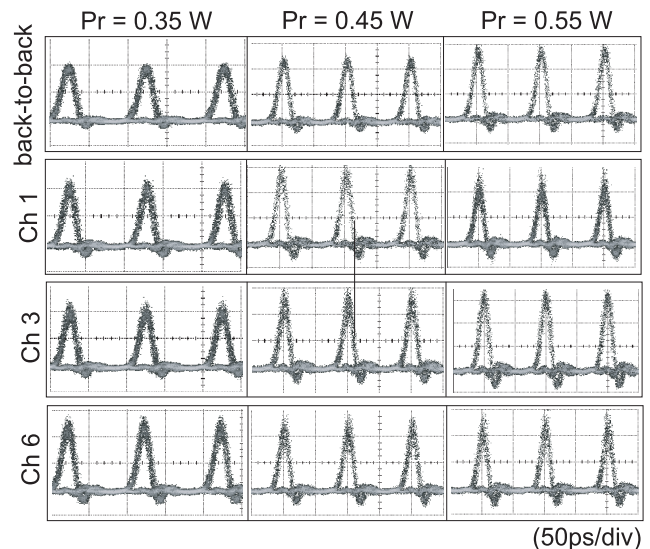 Pr = 0.35 W Pr = 0.45 W Pr = 0.55 W
back-to-back
Ch 1
Ch 3
Ch 6
(50ps/div)